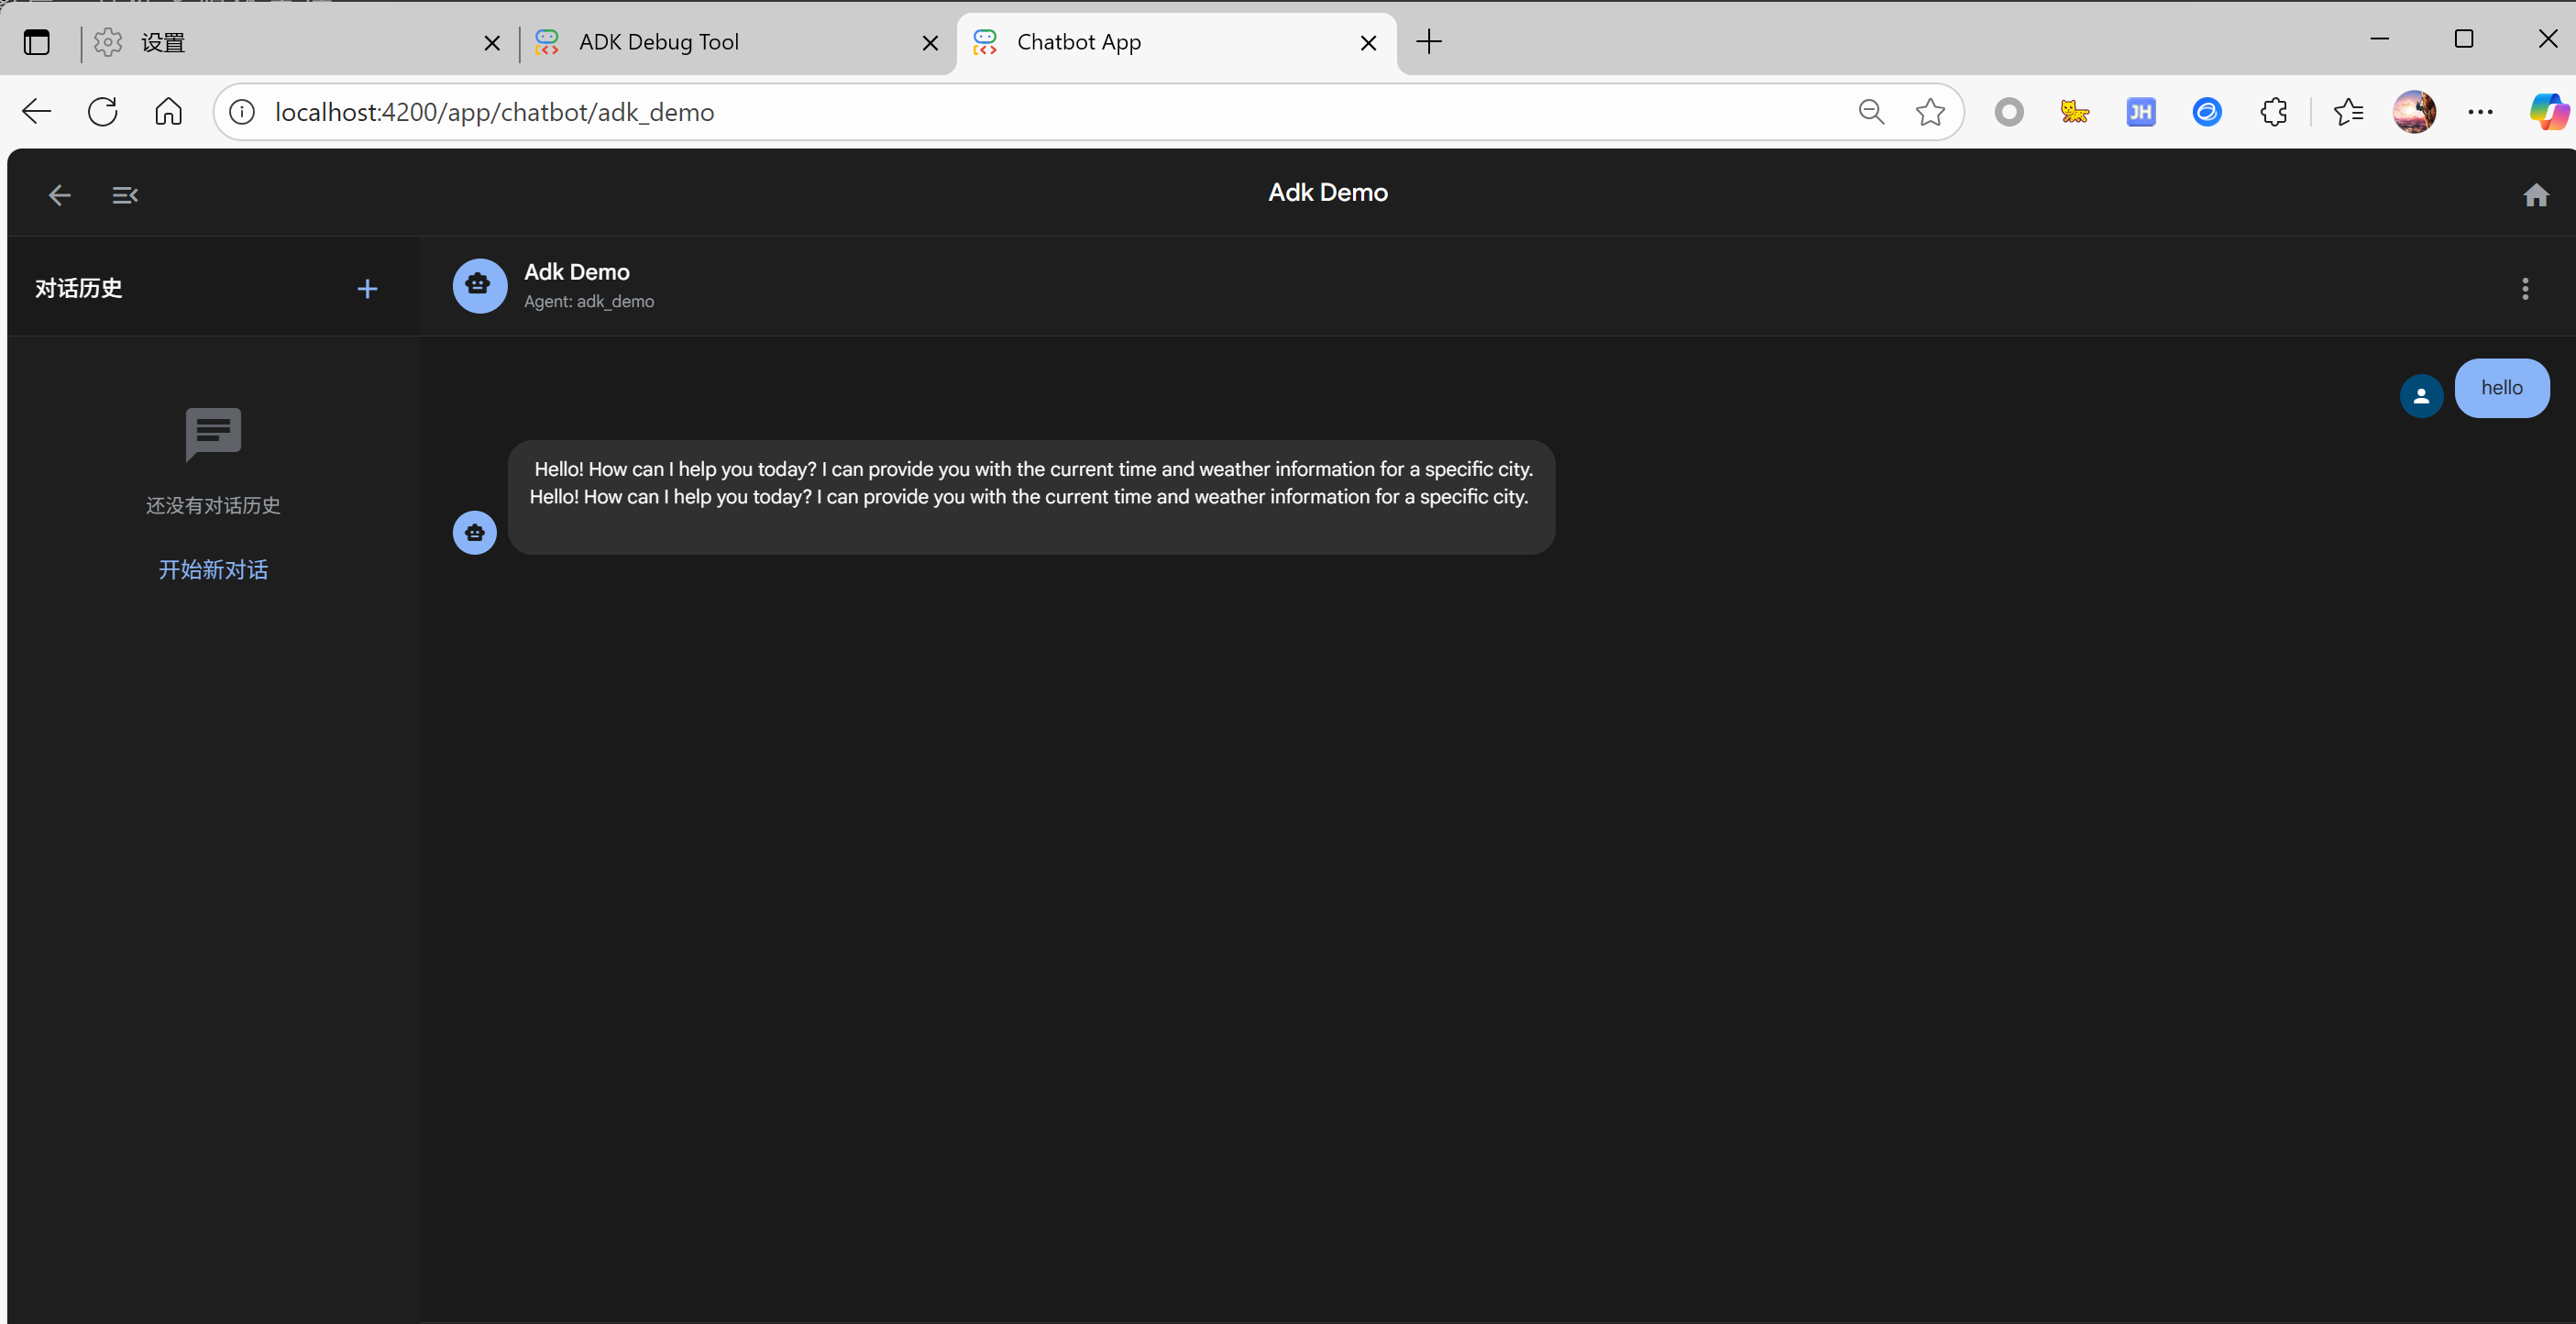 设置
ADK Debug Tool
Chatbot App
localhost:4200/app/chatbot/adk_demo
JH
Adk Demo
对话历史
Adk Demo
Agent: adk_demo
hello
Hello! How can I help you today? I can provide you with the current time and weather information for a specific city.
Hello! How can I help you today? I can provide you with the current time and weather information for a specific city.
还没有对话历史
开始新对话